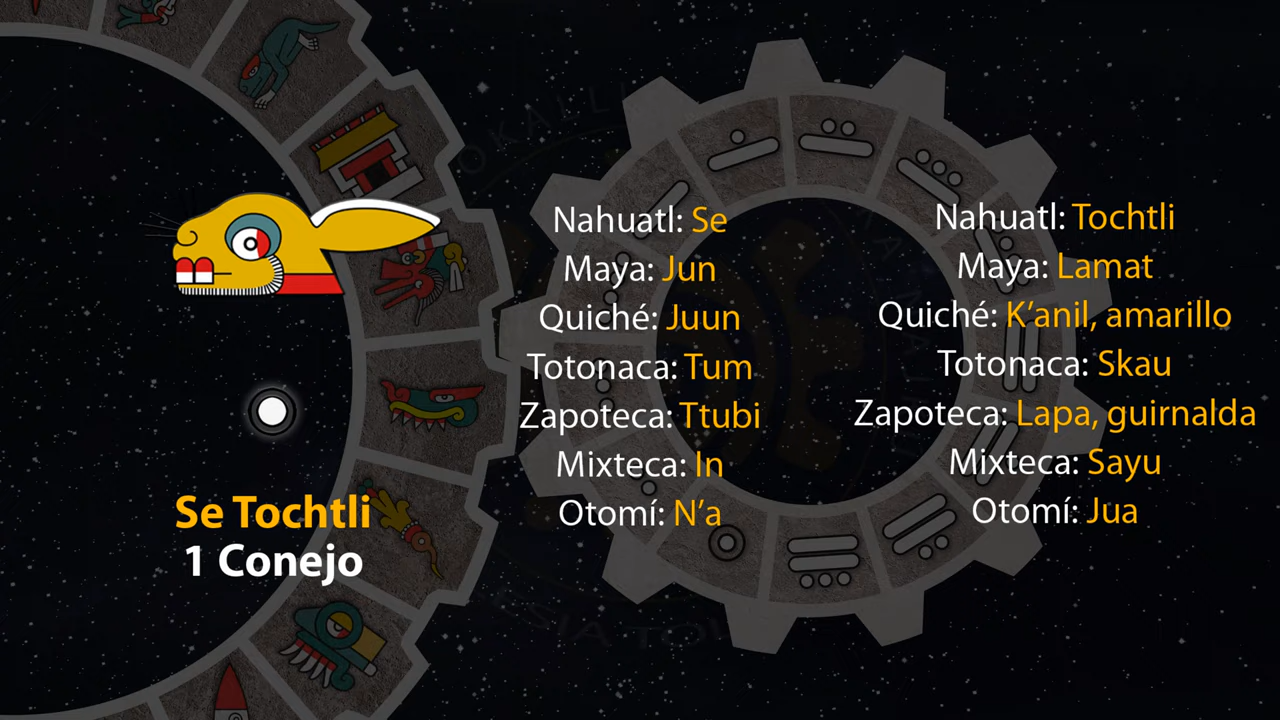 Nahuatl: Se
Maya: Jun
Quiché: Juun
Totonaca: Tum
Zapoteca: Ttubi
Mixteca: In
Otomí: N’a
Nahuatl: Tochtli
Maya: Lamat
Quiché: K’anil, amarillo
Totonaca: Skau
Zapoteca: Lapa, guirnalda
Mixteca: Sayu
Otomí: Jua
Se Tochtli
1 Conejo